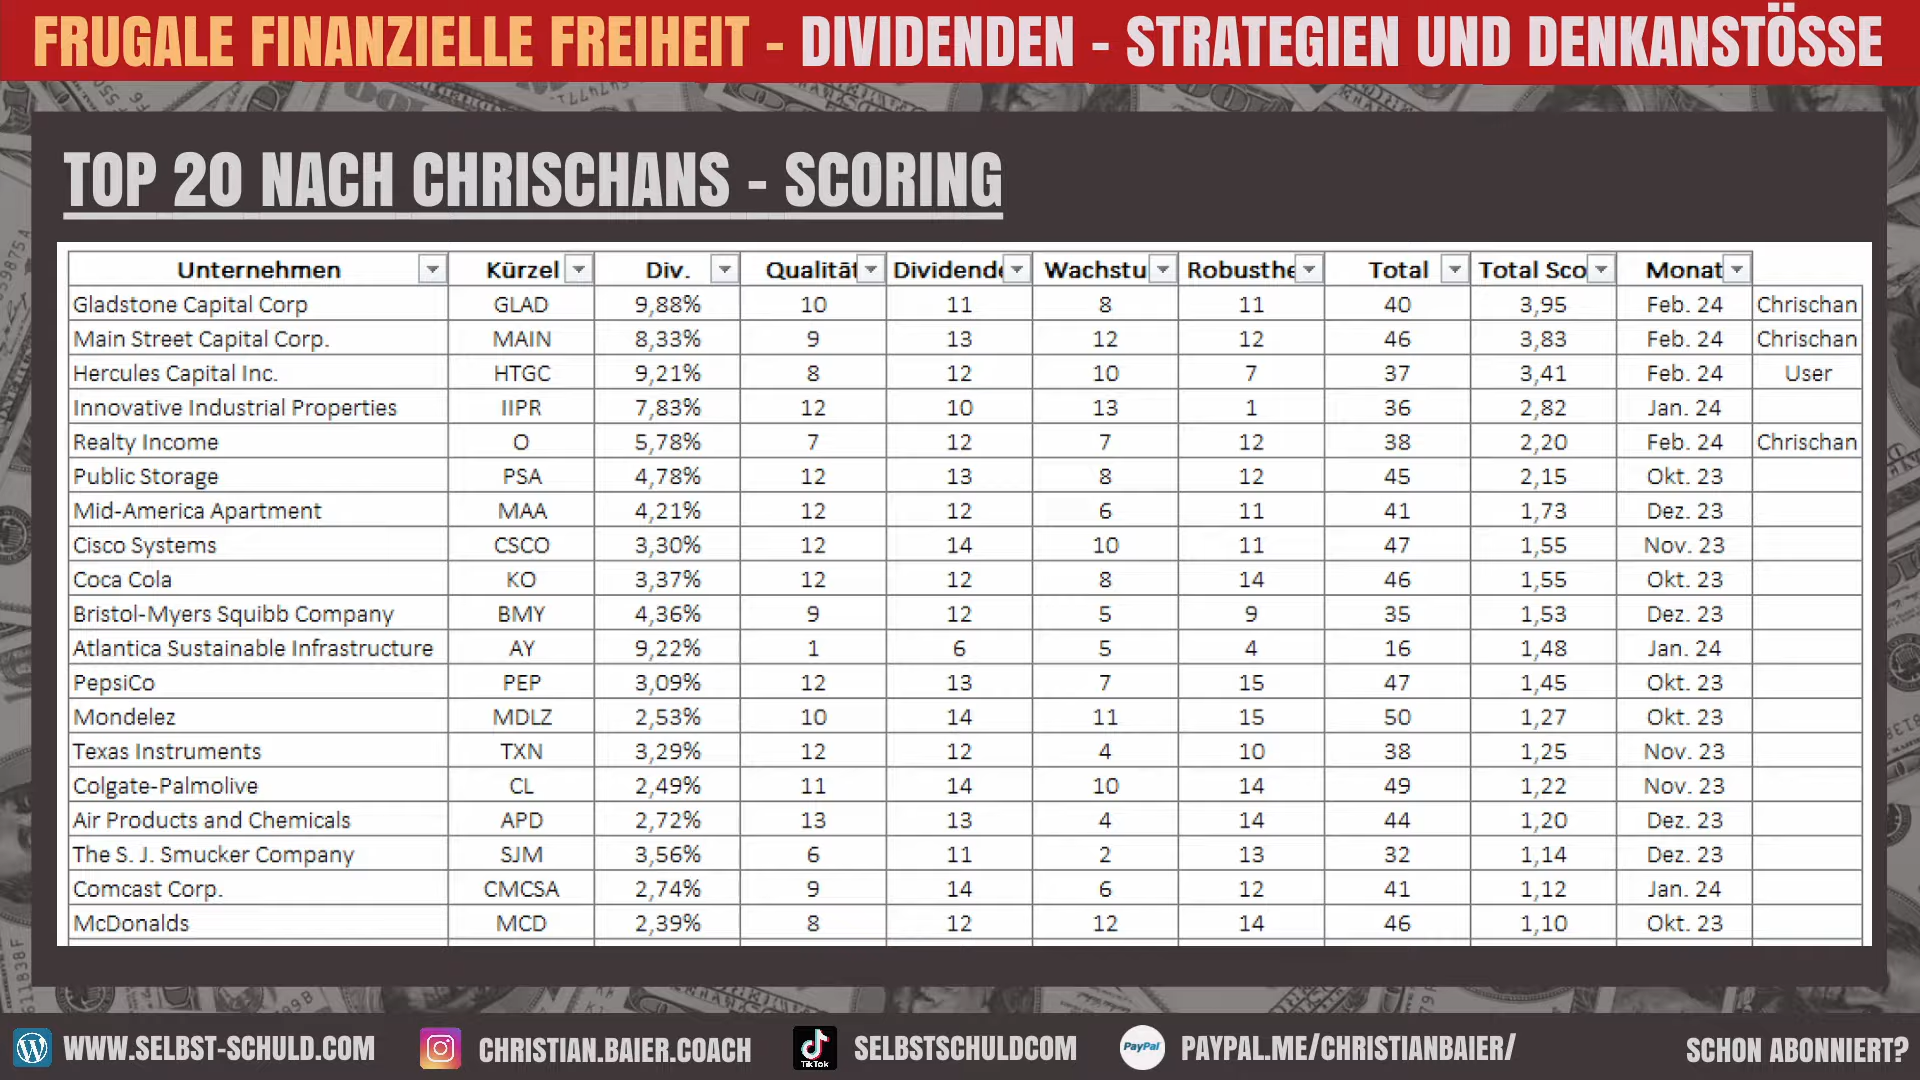 FRUGALE FINANZIELLE FREIHEIT - DIVIDENDEN - STRATEGIEN UND DENKANSTÖSSE
TOP 20 NACH CHRISCHANS - SCORING
Unternehmen Kürzel Div. Qualität Dividende Wachstu Robusthe Total Total Sco Monat
Gladstone Capital Corp GLAD 9,88% 10 11 8 11 40 3,95 Feb. 24 Chrischan
Main Street Capital Corp. MAIN 8,33% 9 13 12 12 46 3,83 Feb. 24 Chrischan
Hercules Capital Inc. HTGC 9,21% 8 12 10 7 37 3,41 Feb. 24 User
Innovative Industrial Properties IIPR 7,83% 12 10 13 1 36 2,82 Jan. 24
Realty Income O 5,78% 7 12 7 12 38 2,20 Feb. 24 Chrischan
Public Storage PSA 4,78% 12 13 8 12 45 2,15 Okt. 23
Mid-America Apartment MAA 4,21% 12 12 6 11 41 1,73 Dez. 23
Cisco Systems CSCO 3,30% 12 14 10 11 47 1,55 Nov. 23
Coca Cola KO 3,37% 12 12 8 14 46 1,55 Okt. 23
Bristol-Myers Squibb Company BMY 4,36% 9 12 5 9 35 1,53 Dez. 23
Atlantica Sustainable Infrastructure AY 9,22% 1 6 5 4 16 1,48 Jan. 24
PepsiCo PEP 3,09% 12 13 7 15 47 1,45 Okt. 23
Mondelez MDLZ 2,53% 10 14 11 15 50 1,27 Okt. 23
Texas Instruments TXN 3,29% 12 12 4 10 38 1,25 Nov. 23
Colgate-Palmolive CL 2,49% 11 14 10 14 49 1,22 Nov. 23
Air Products and Chemicals APD 2,72% 13 13 4 14 44 1,20 Dez. 23
The S. J. Smucker Company SJM 3,56% 6 11 2 13 32 1,14 Dez. 23
Comcast Corp. CMCSA 2,74% 9 14 6 12 41 1,12 Jan. 24
McDonalds MCD 2,39% 8 12 12 14 46 1,10 Okt. 23
WWW.SELBST-SCHULD.COM CHRISTIAN.BAIER.COACH TikTok SELBSTSCHULDCOM PayPal PAYPAL.ME/CHRISTIANBAIER/ SCHON ABONNIERT?